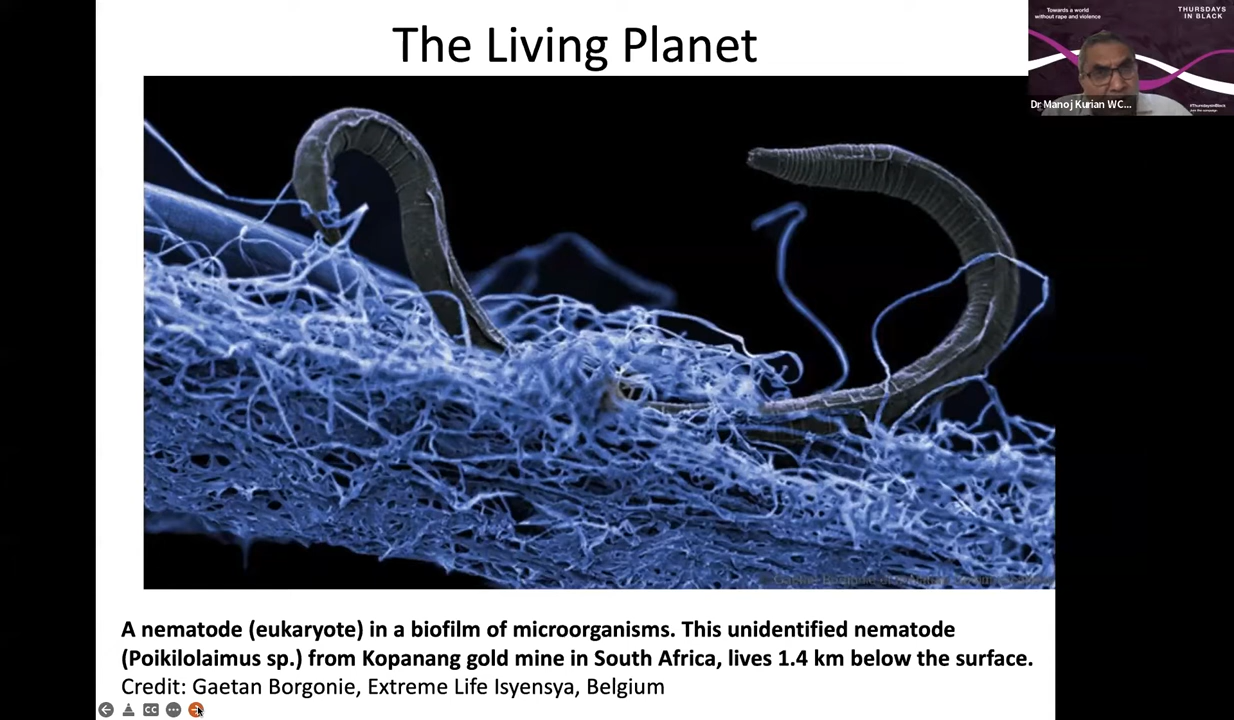 The Living Planet
Towards a world
without rape and violence
THURSDAYS
IN BLACK
Dr Manoj Kurian WC...
#ThursdaysinBlack
A nematode (eukaryote) in a biofilm of microorganisms. This unidentified nematode
(Poikilolaimus sp.) from Kopanang gold mine in South Africa, lives 1.4 km below the surface.
Credit: Gaetan Borgonie, Extreme Life Isyensya, Belgium
CC